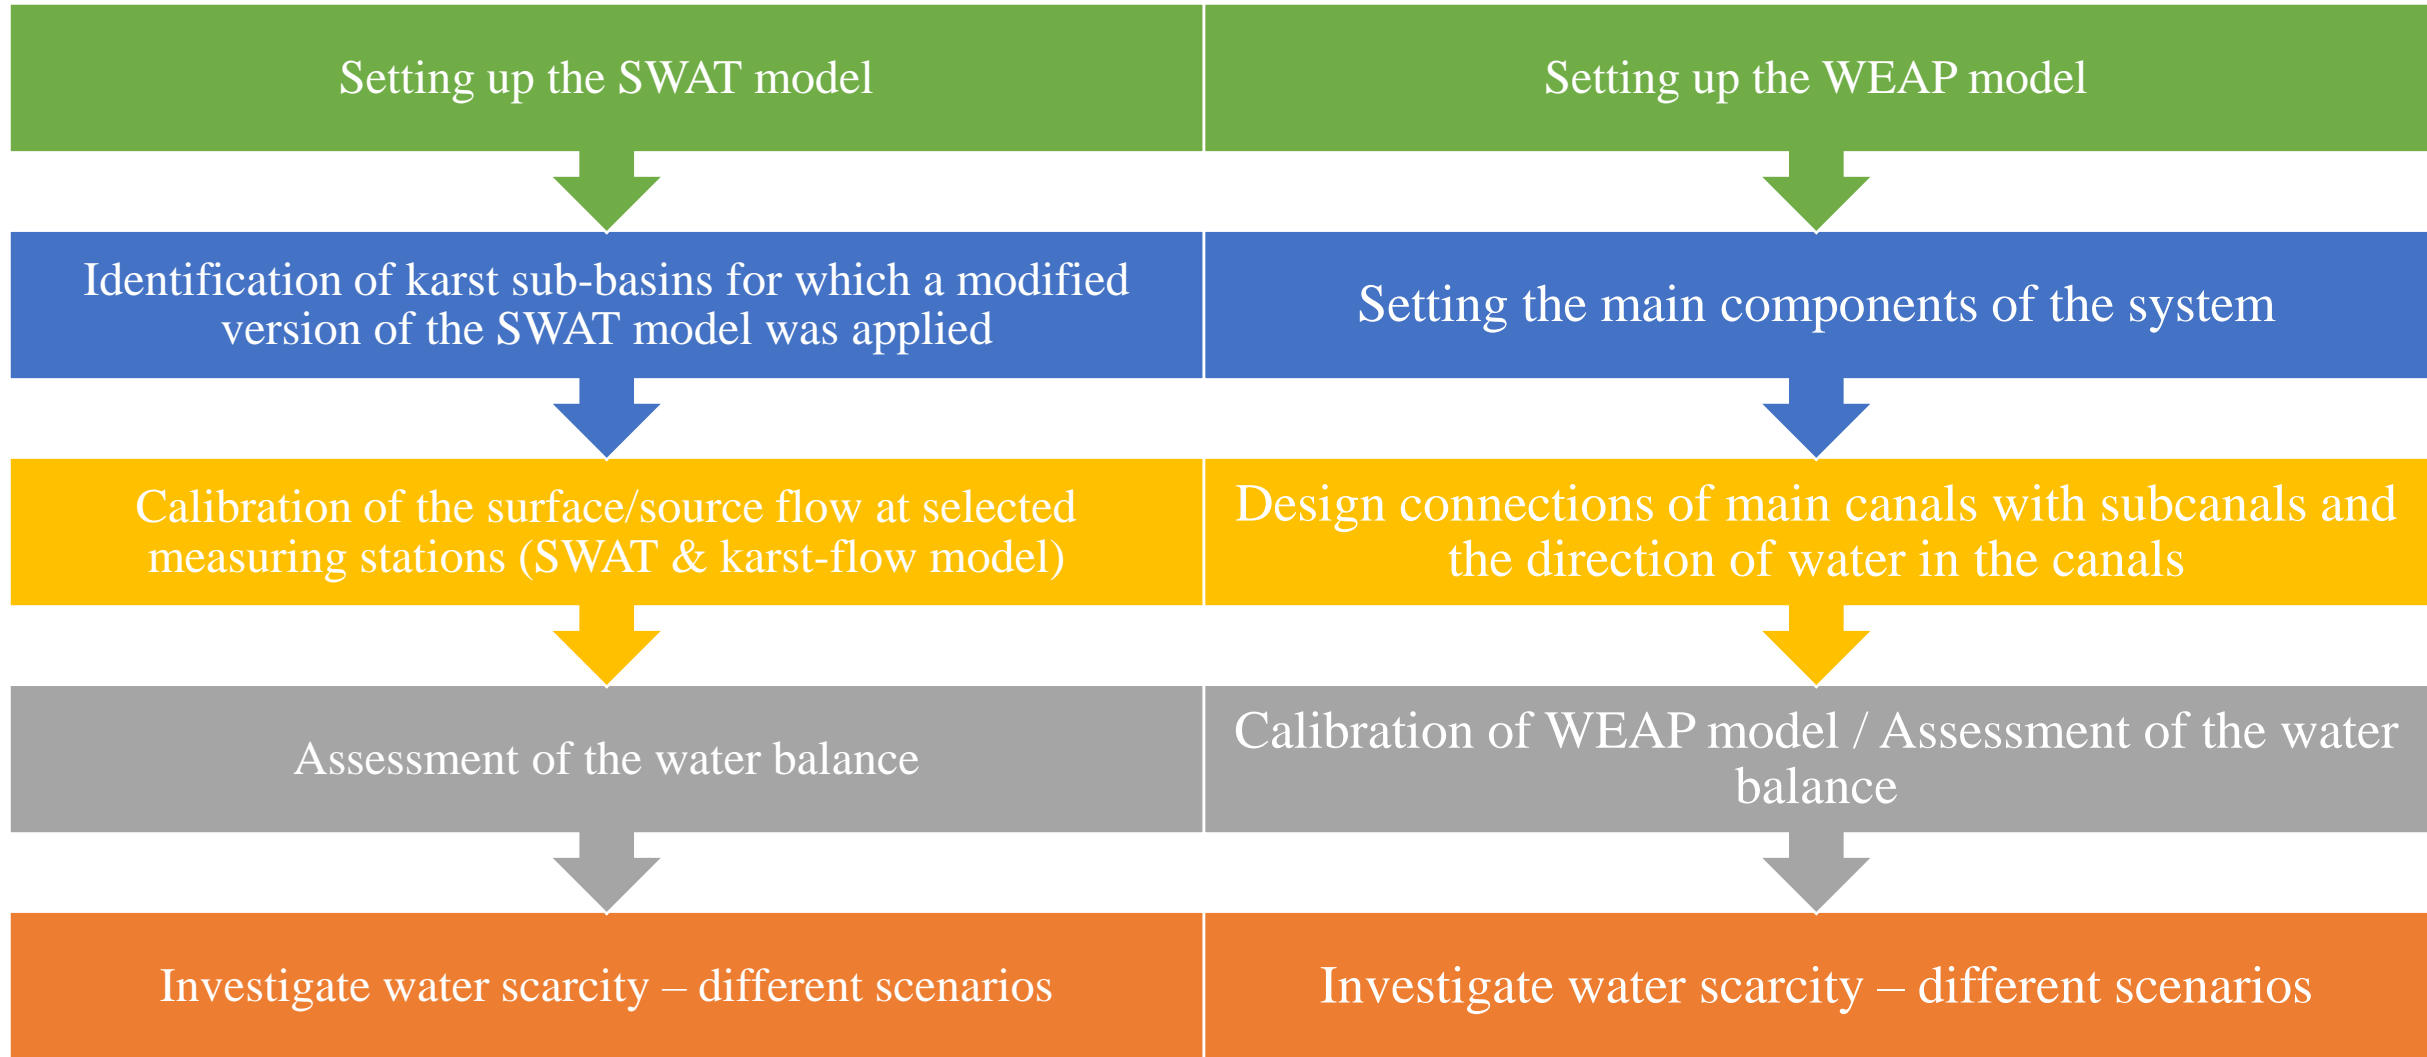 Setting up the SWAT model
Setting up the WEAP model
Identification of karst sub-basins for which a modified
version of the SWAT model was applied
Setting the main components of the system
Calibration of the surface/source flow at selected
measuring stations (SWAT & karst-flow model)
Design connections of main canals with subcanals and
the direction of water in the canals
Assessment of the water balance
Calibration of WEAP model / Assessment of the water
balance
Investigate water scarcity – different scenarios
Investigate water scarcity – different scenarios